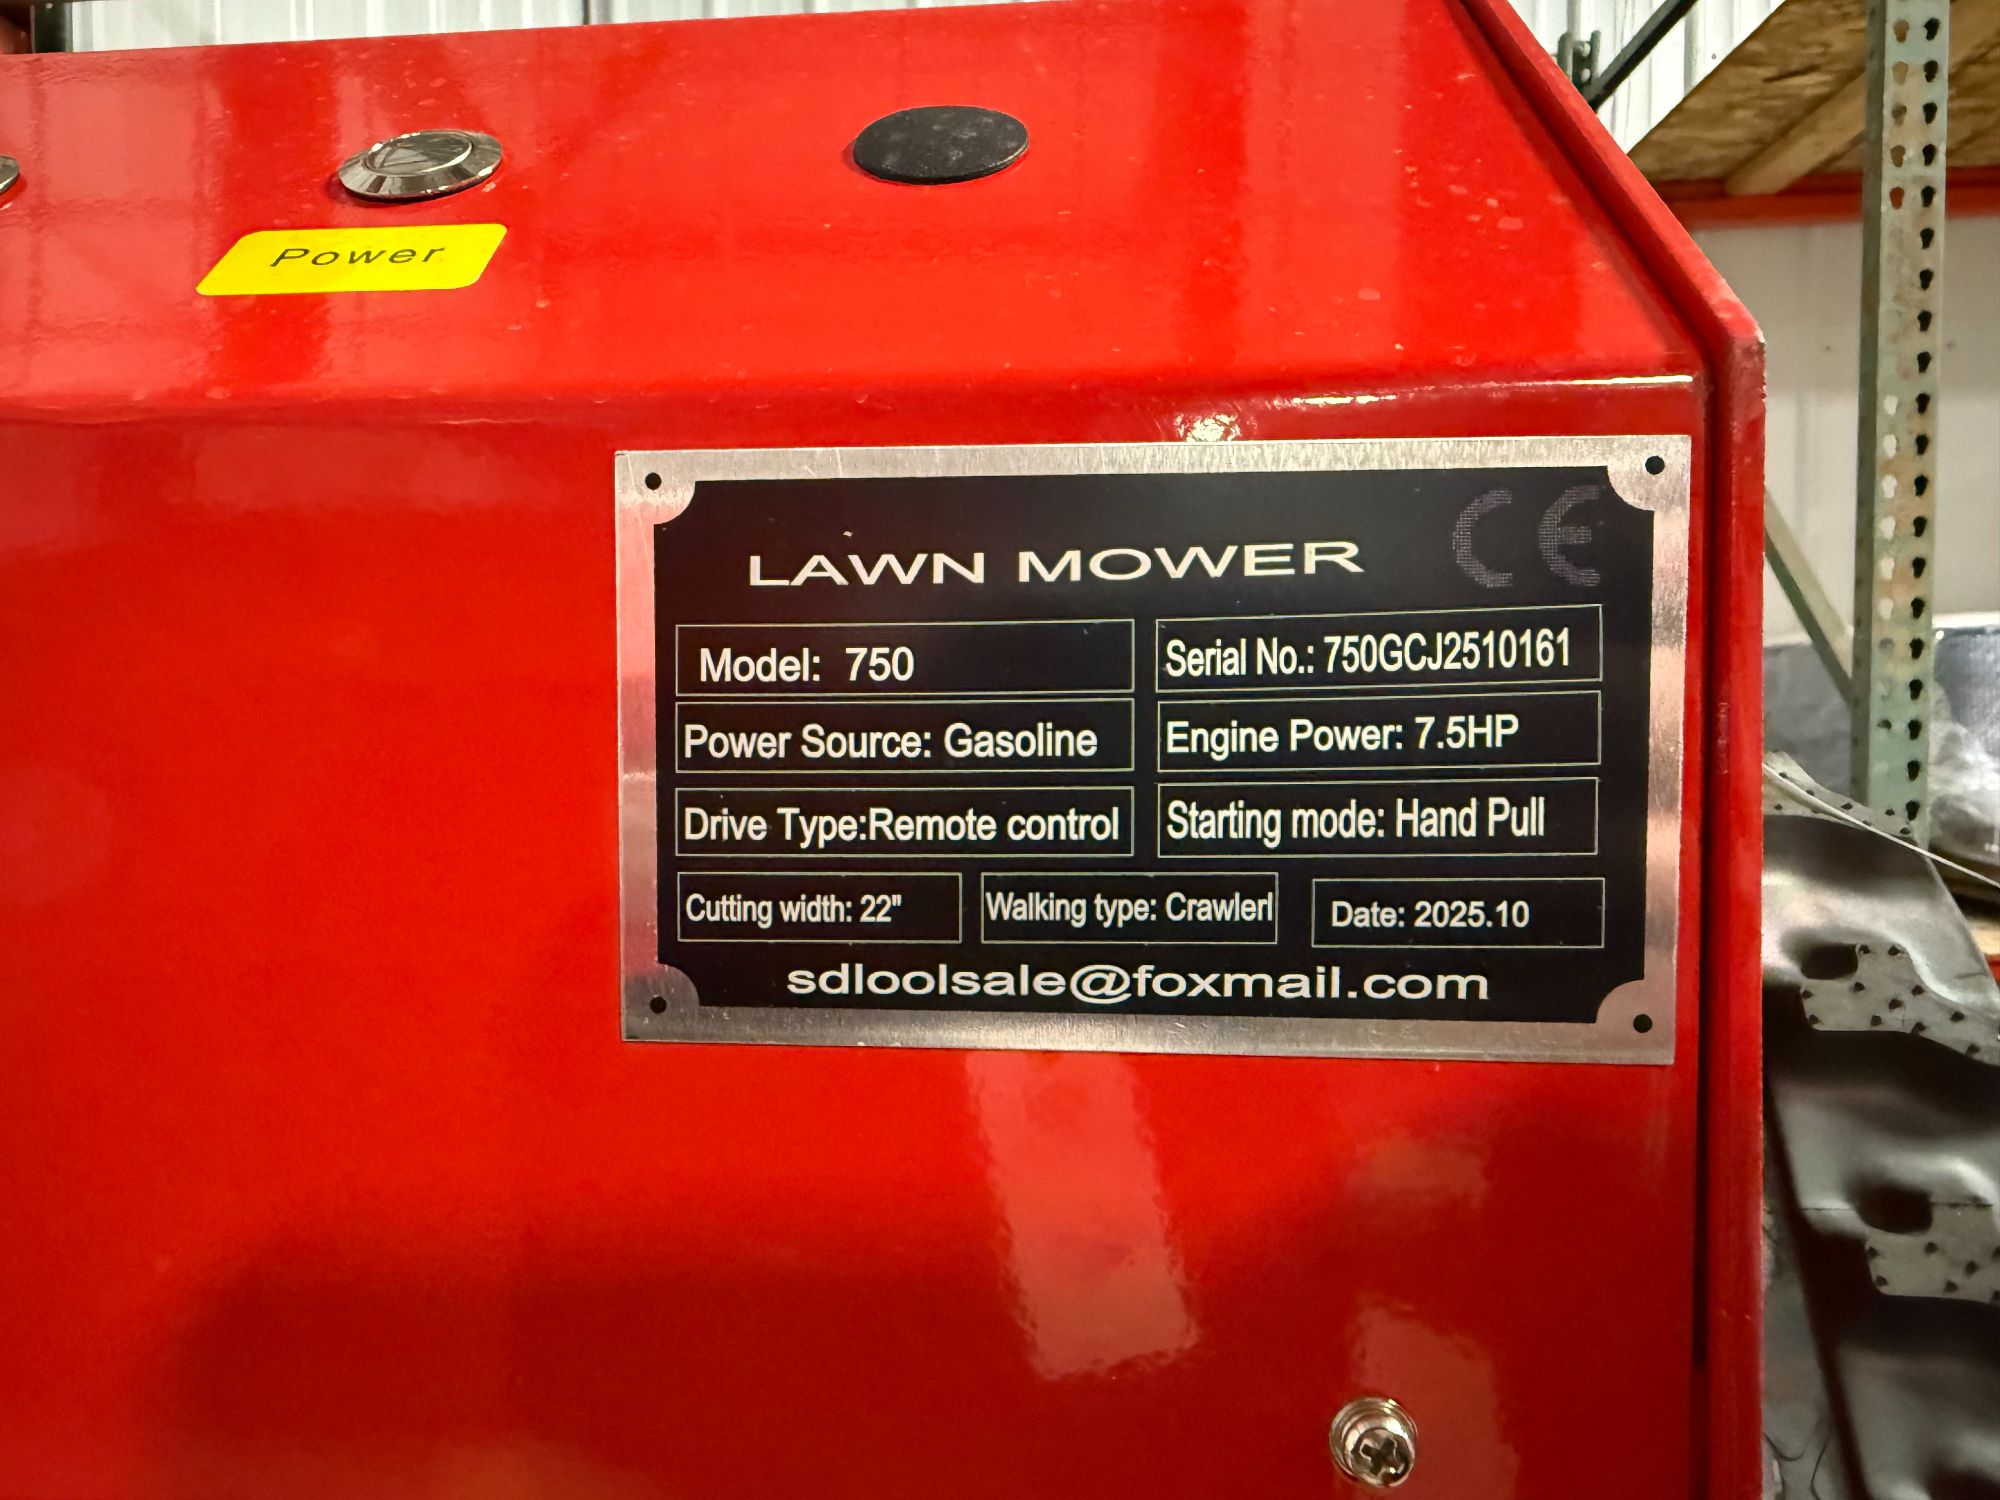 Power
LAWN MOWER CE
Model: 750
Serial No.: 750GCJ2510161
Power Source: Gasoline
Engine Power: 7.5HP
Drive Type:Remote control
Starting mode: Hand Pull
Cutting width: 22"
Walking type: Crawlerl
Date: 2025.10
sdloolsale@foxmail.com